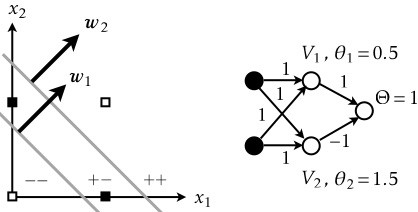 x₂
w₂
w₁
−− +− ++
x₁
V₁, θ₁ = 0.5
1 1
1 Θ = 1
1
1 −1
V₂, θ₂ = 1.5